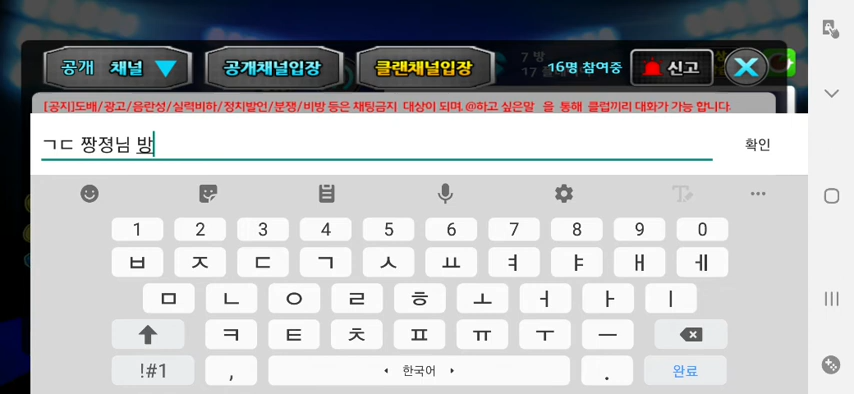 공개 채널 ▼ 공개채널입장 클랜채널입장 7 방 16명 참여중 신고
17
[공지]도배/광고/음란성/실력비하/정치발언/분쟁/비방 등은 채팅금지 대상이 되며,@하고 싶은말 을 통해 클럽끼리 대화가 가능 합니다.
ㄱㄷ 짱졍님 방 확인
1 2 3 4 5 6 7 8 9 0
ㅂ ㅈ ㄷ ㄱ ㅅ ㅛ ㅕ ㅑ ㅐ ㅔ
ㅁ ㄴ ㅇ ㄹ ㅎ ㅗ ㅓ ㅏ ㅣ
ㅋ ㅌ ㅊ ㅍ ㅠ ㅜ ㅡ
!#1 , 한국어 . 완료